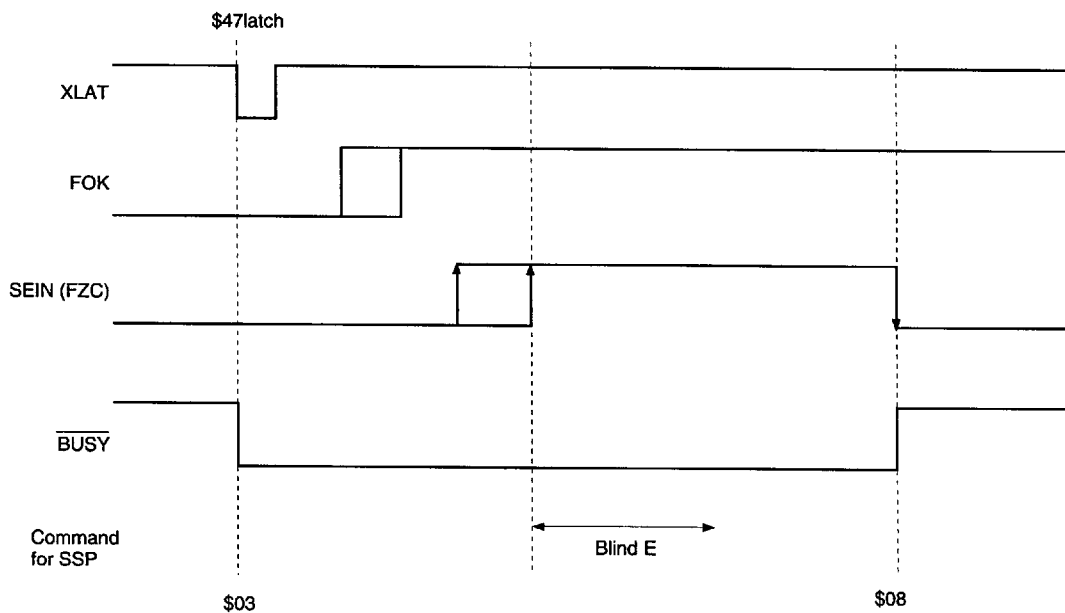 $47latch
XLAT
FOK
SEIN (FZC)
BUSY
Command
for SSP
Blind E
$03
$08